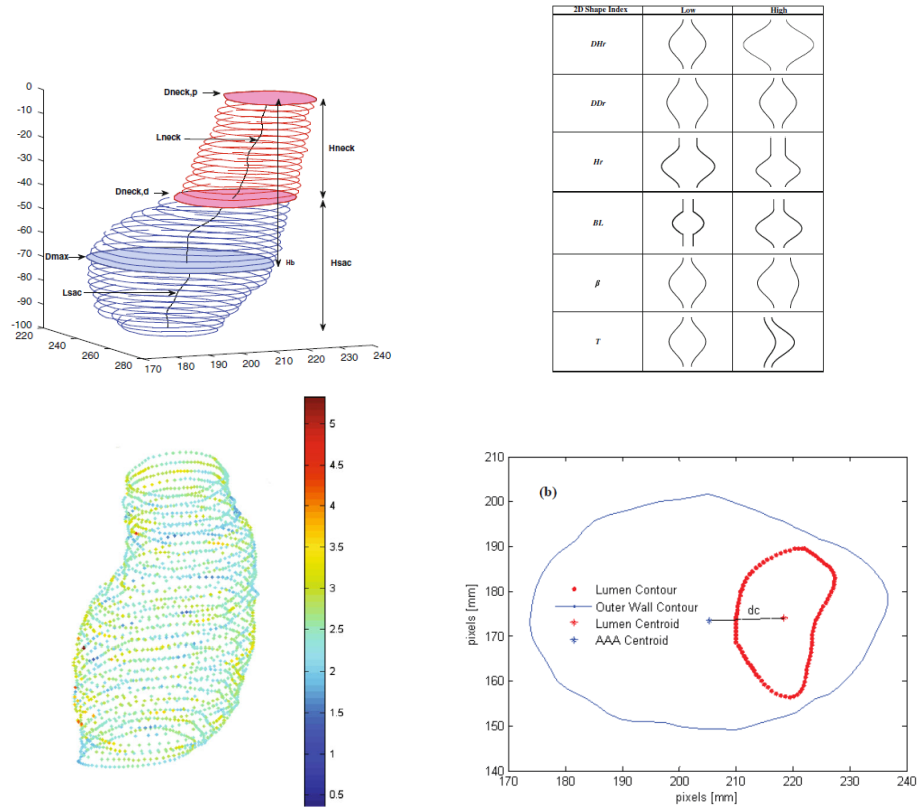 0
-10
-20
-30
-40
-50
-60
-70
-80
-90
-100
220
240
260
280
170
180
190
200
210
220
230
240
Dneck,p
Lneck
Hneck
Dneck,d
Dmax
Hb
Hsac
Lsac
2D Shape Index Low High
DHr
DDr
Hr
BL
β
T
5
4.5
4
3.5
3
2.5
2
1.5
1
0.5
(b)
210
200
190
180
170
160
150
140
pixels [mm]
dc
Lumen Contour
Outer Wall Contour
Lumen Centroid
AAA Centroid
170 180 190 200 210 220 230 240
pixels [mm]